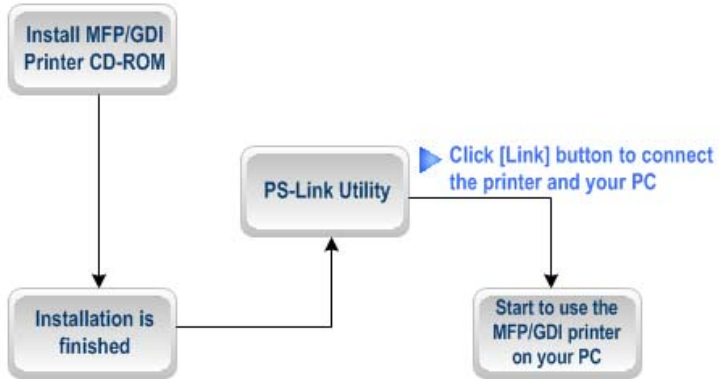 Install MFP/GDI
Printer CD-ROM
PS-Link Utility
Click [Link] button to connect
the printer and your PC
Installation is
finished
Start to use the
MFP/GDI printer
on your PC